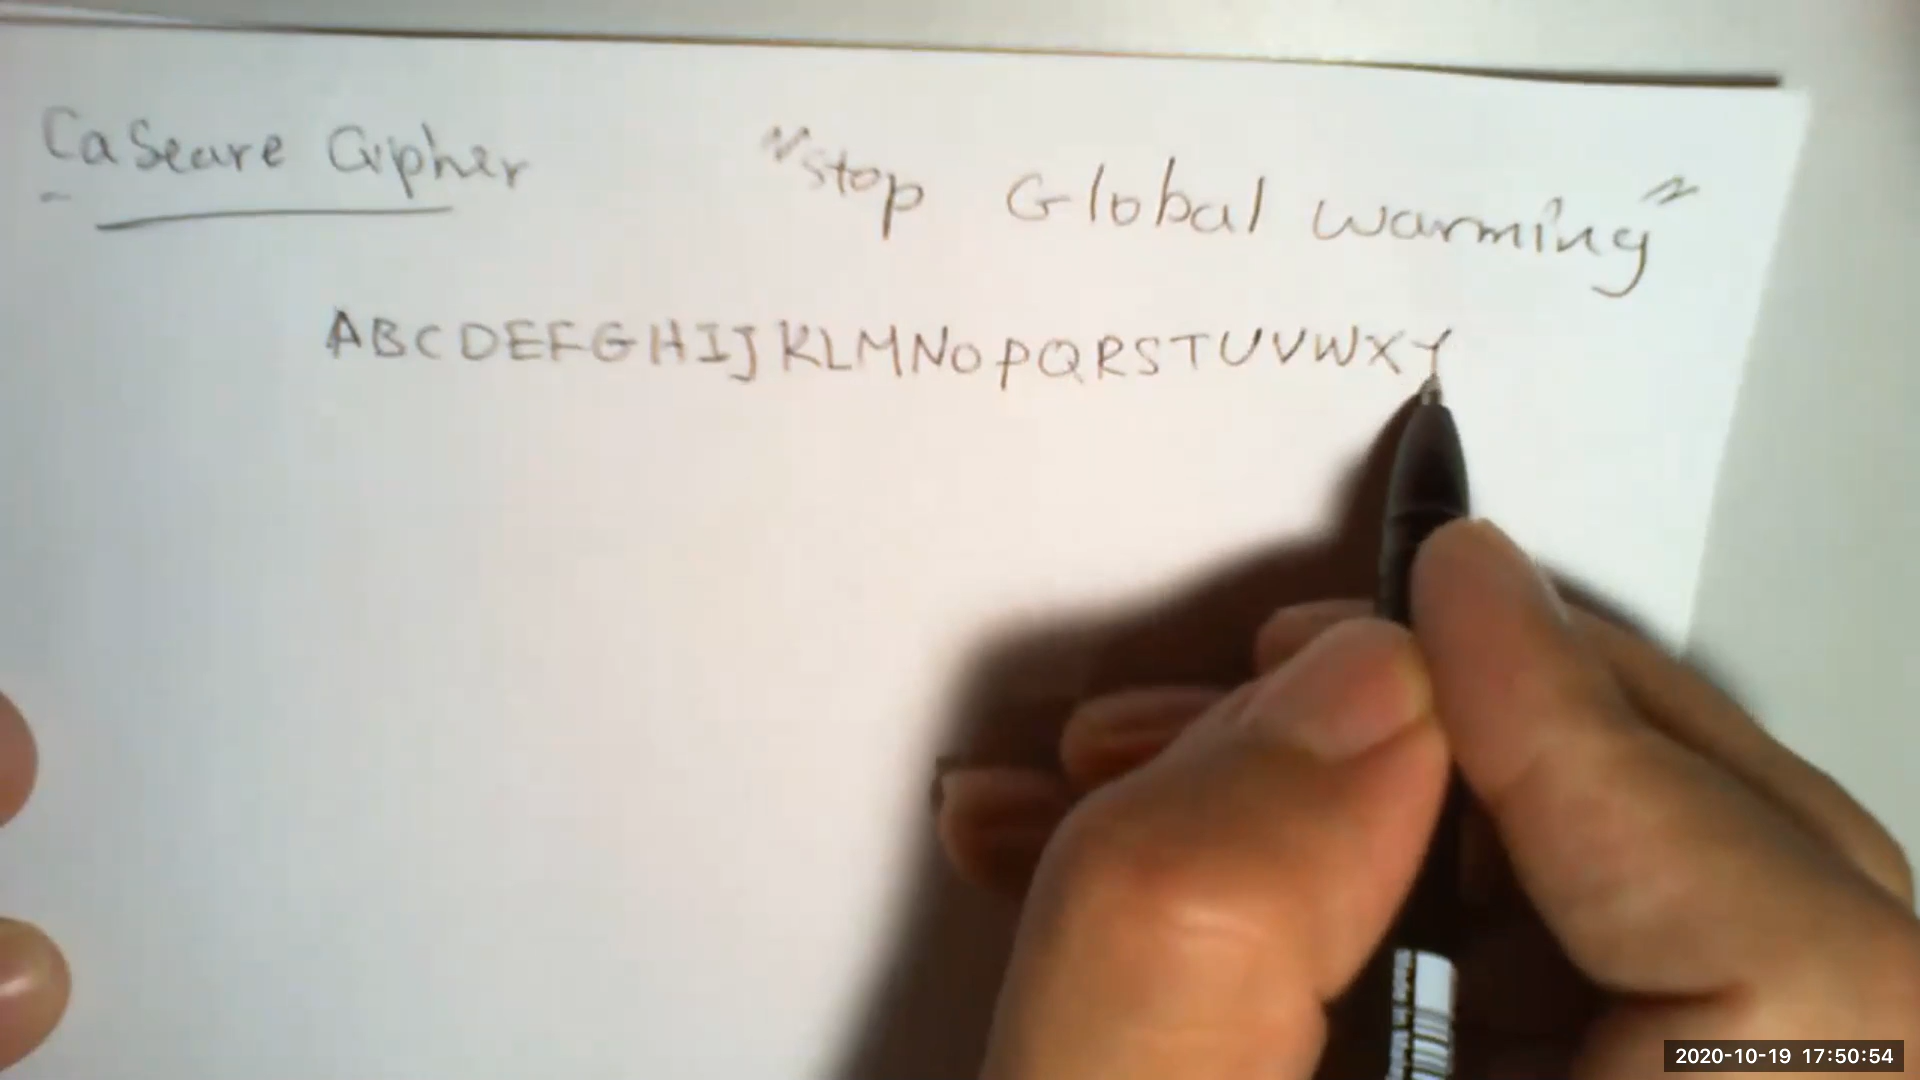 CaSeare Cipher
"Stop Global warming"
ABCDEFGHIJKLMNOPQRSTUVWXY
2020-10-19 17:50:54